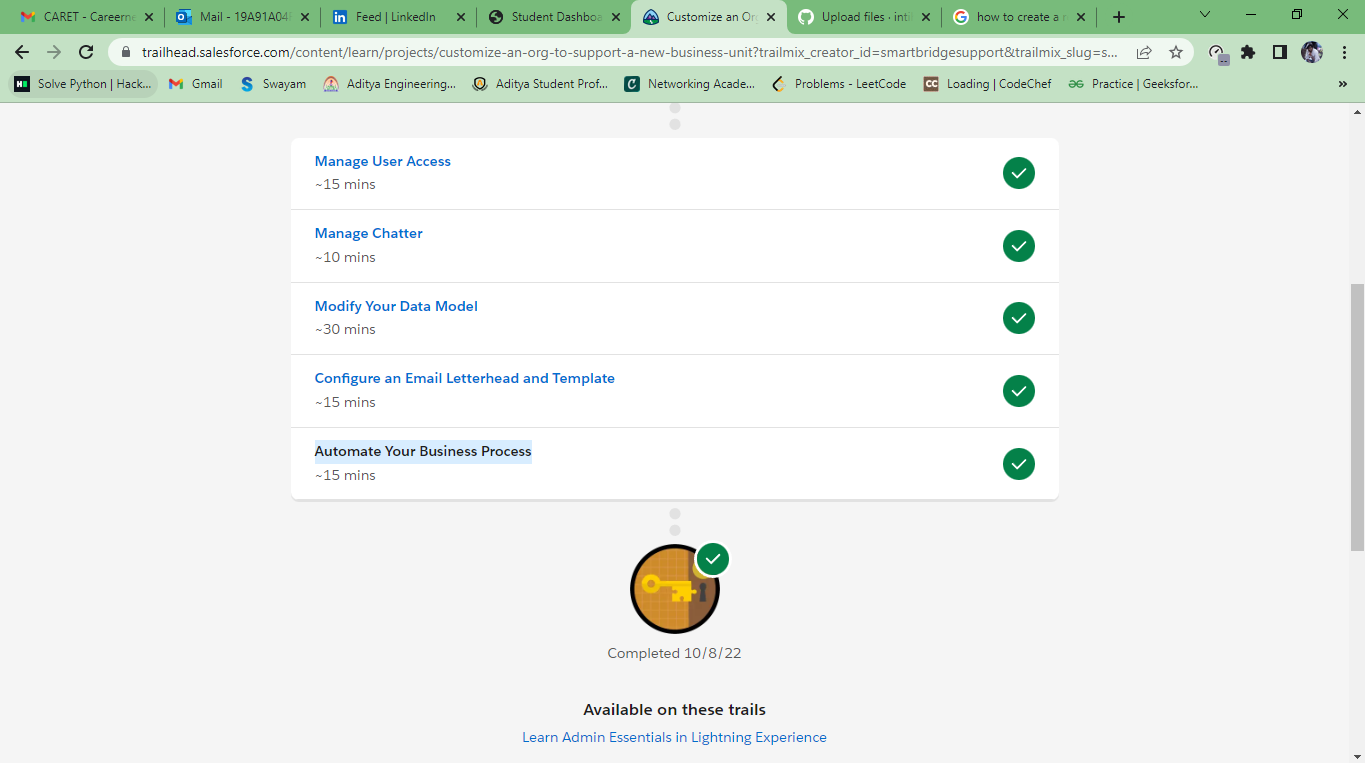 CARET - Careerne
Mail - 19A91A04
Feed | LinkedIn
Student Dashboa
Customize an Or
Upload files · inti
how to create a
trailhead.salesforce.com/content/learn/projects/customize-an-org-to-support-a-new-business-unit?trailmix_creator_id=smartbridgesupport&trailmix_slug=s...
Solve Python | Hack...
Gmail
Swayam
Aditya Engineering...
Aditya Student Prof...
Networking Acade...
Problems - LeetCode
Loading | CodeChef
Practice | Geeksfor...
Manage User Access
~15 mins
Manage Chatter
~10 mins
Modify Your Data Model
~30 mins
Configure an Email Letterhead and Template
~15 mins
Automate Your Business Process
~15 mins
Completed 10/8/22
Available on these trails
Learn Admin Essentials in Lightning Experience